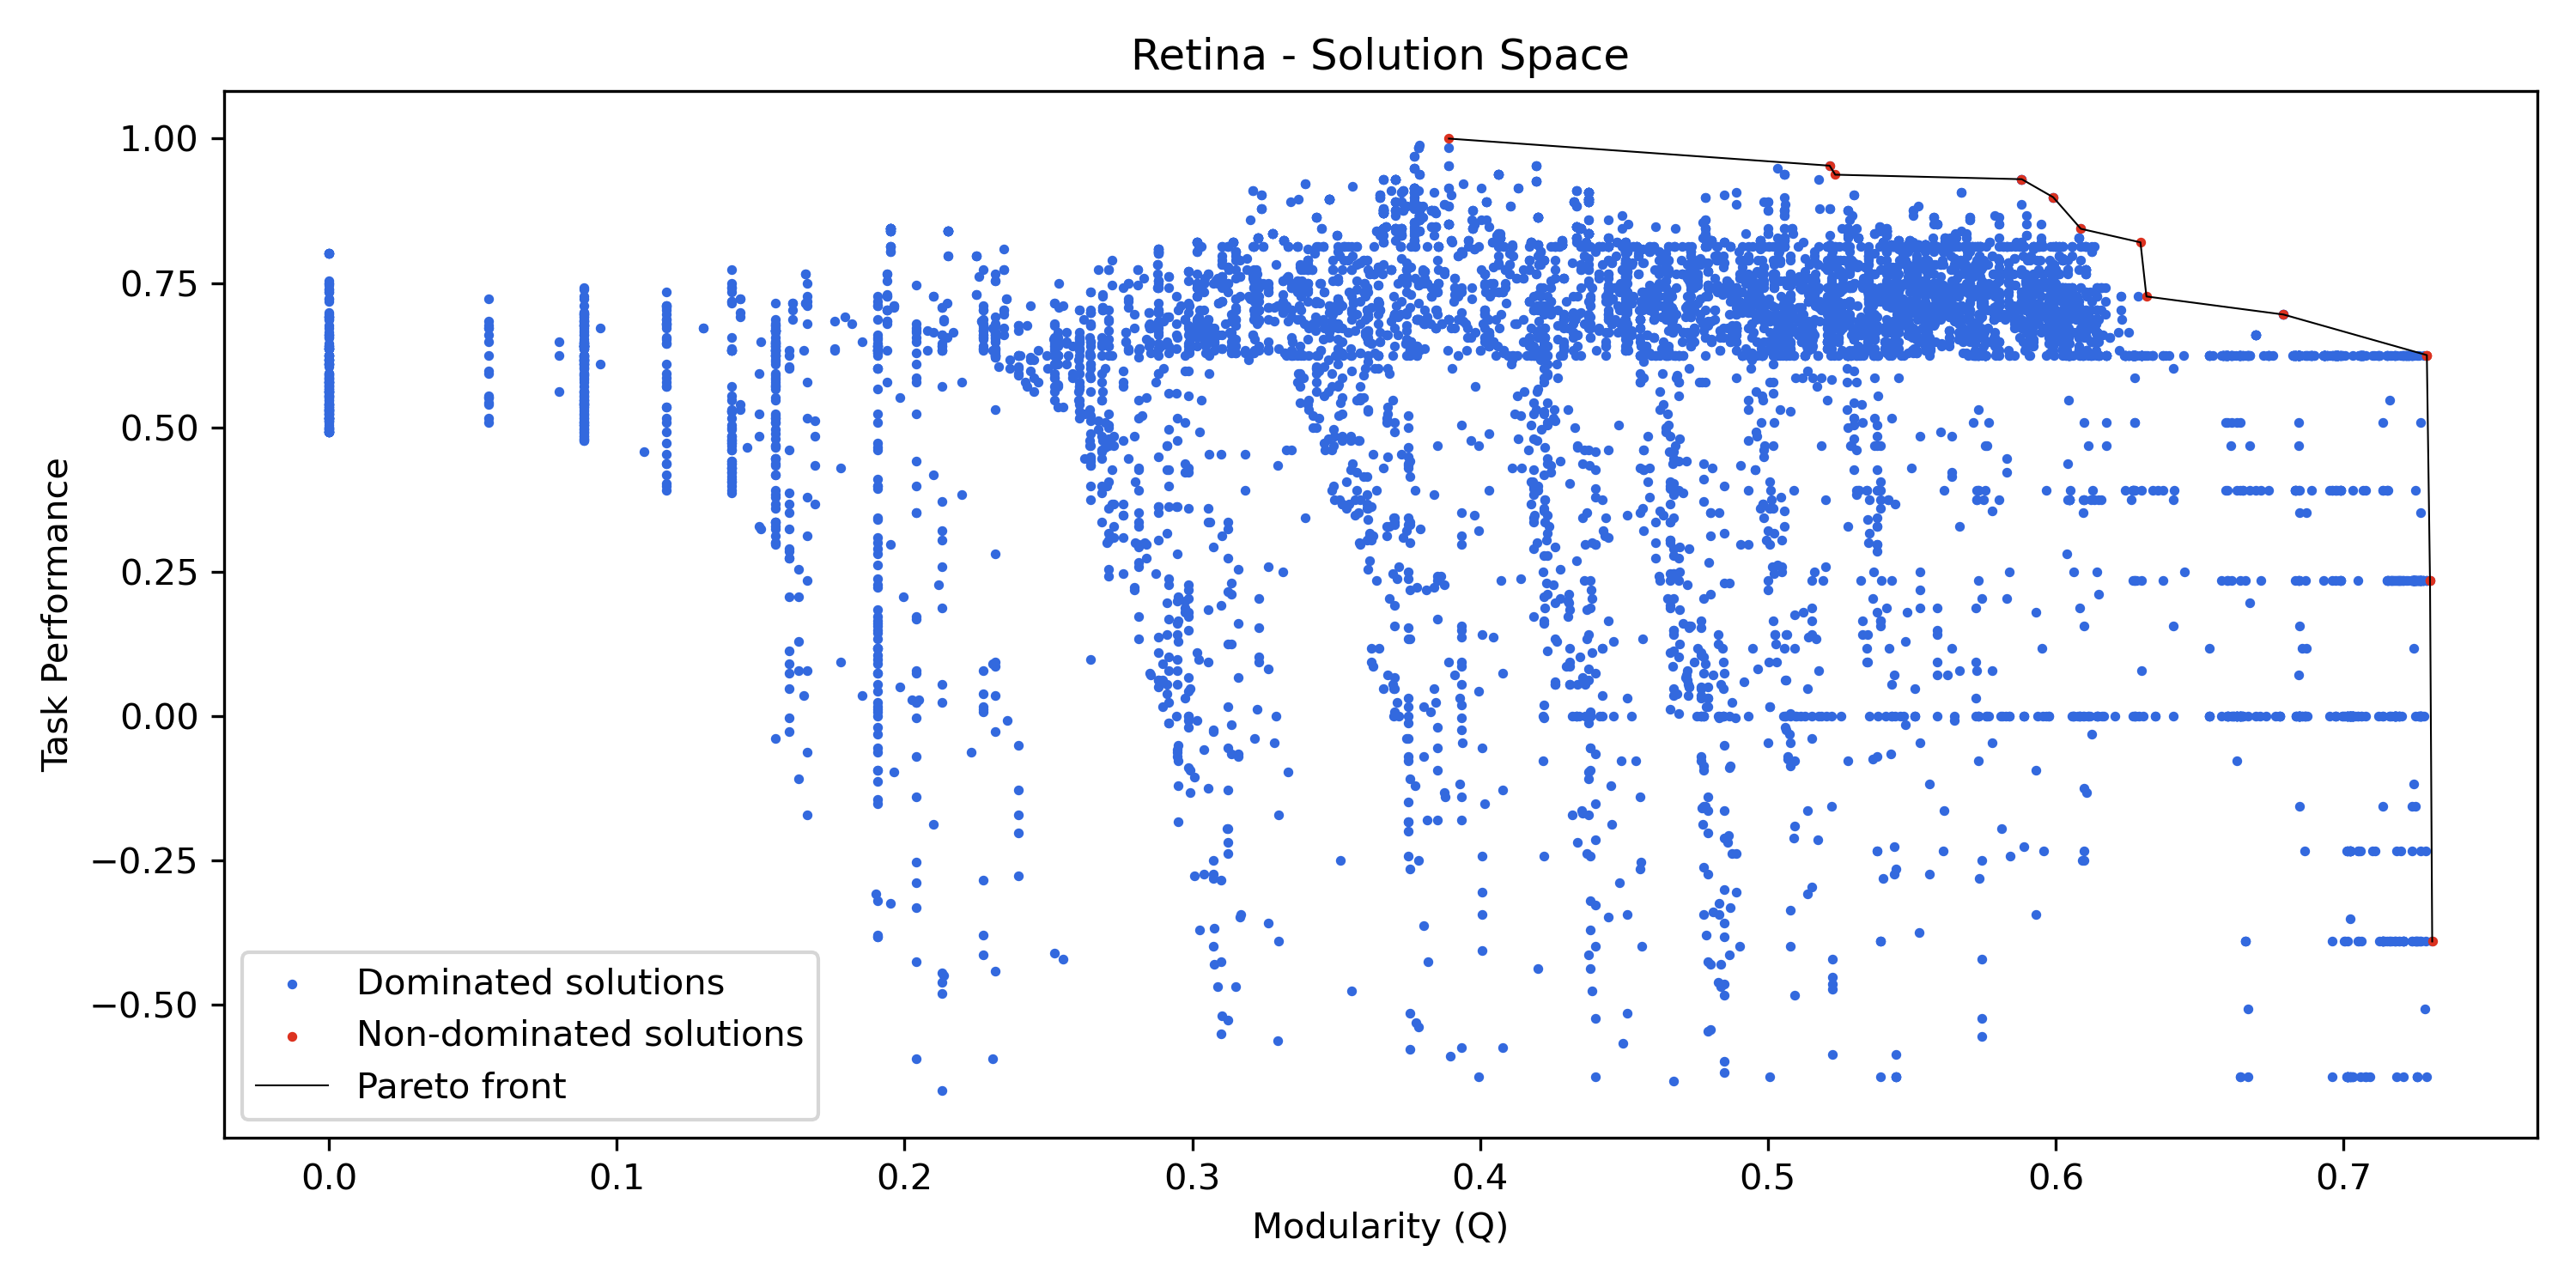 Retina - Solution Space
Task Performance
1.00
0.75
0.50
0.25
0.00
−0.25
−0.50
Dominated solutions
Non-dominated solutions
Pareto front
0.0 0.1 0.2 0.3 0.4 0.5 0.6 0.7
Modularity (Q)